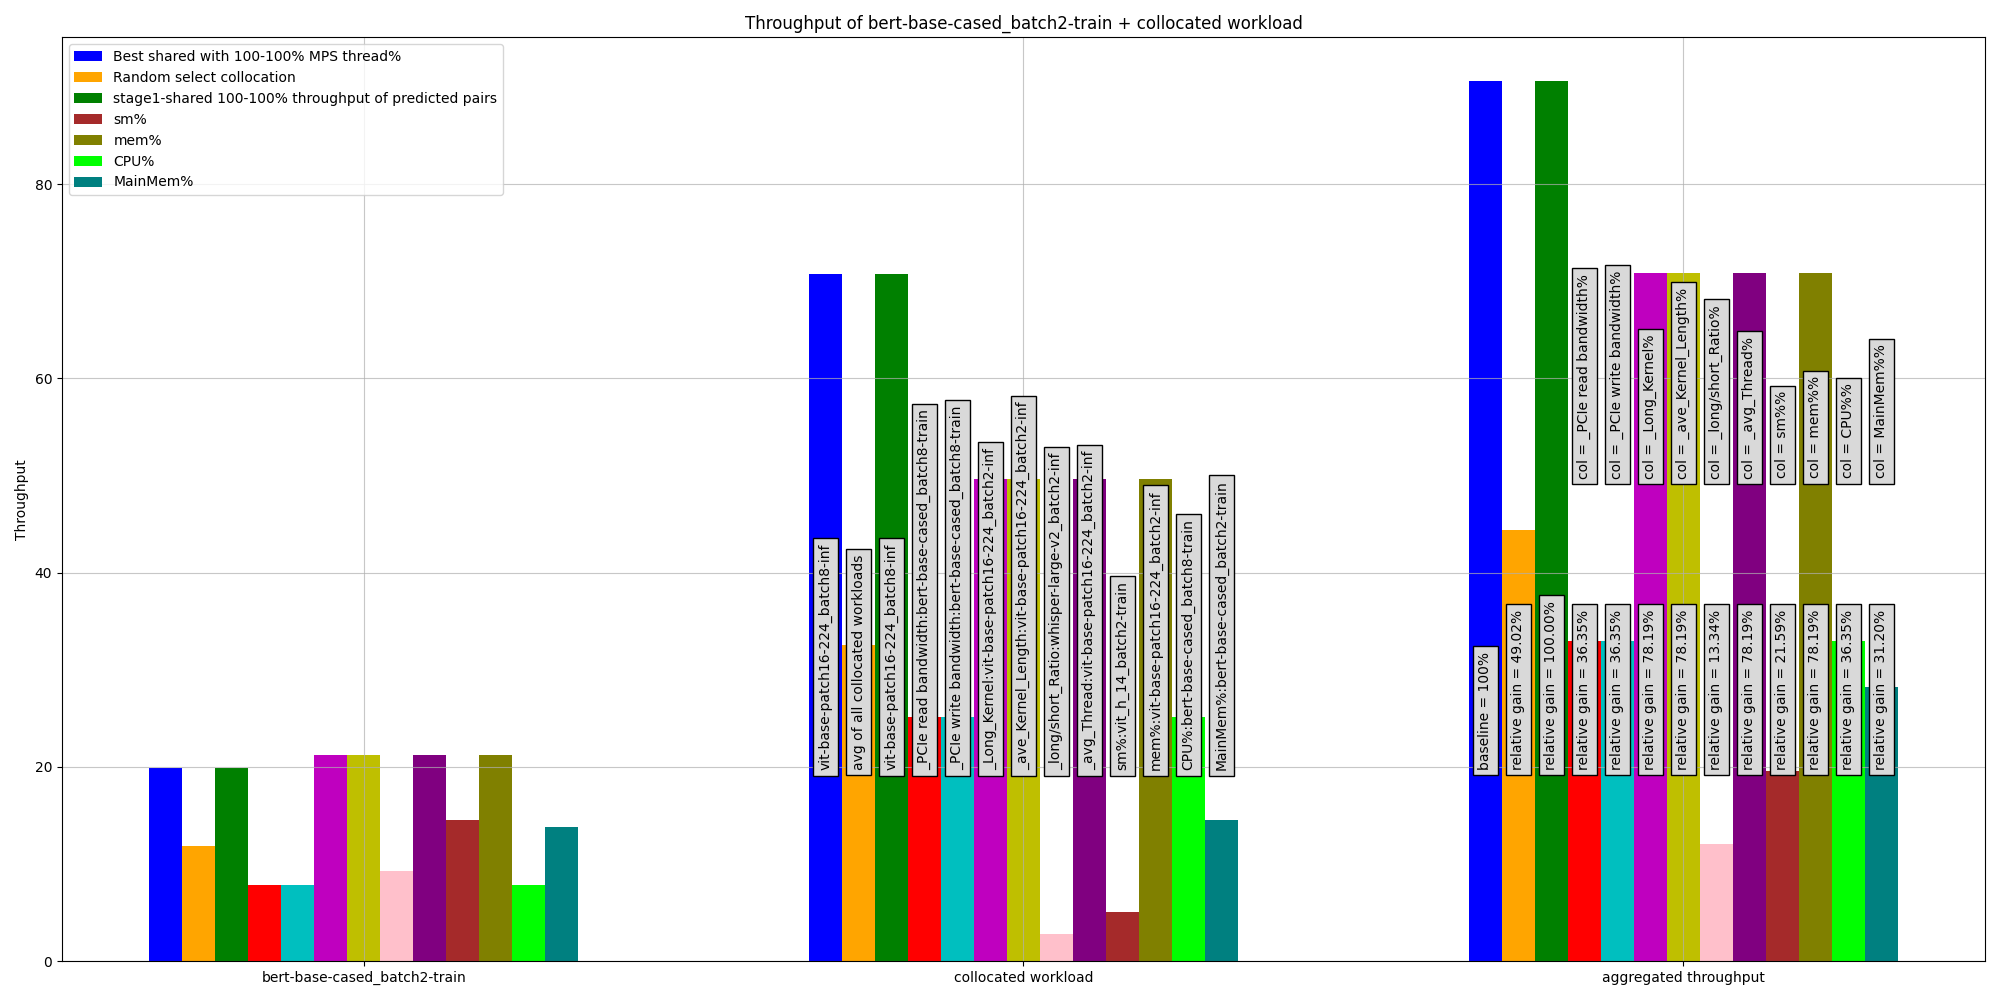 Throughput of bert-base-cased_batch2-train + collocated workload
Best shared with 100-100% MPS thread%
Random select collocation
stage1-shared 100-100% throughput of predicted pairs
sm%
mem%
CPU%
MainMem%
Throughput
80
60
40
20
0
vit-base-patch16-224_batch8-inf
avg of all collocated workloads
vit-base-patch16-224_batch8-inf
_PCIe read bandwidth:bert-base-cased_batch8-train
_PCIe write bandwidth:bert-base-cased_batch8-train
_Long_Kernel:vit-base-patch16-224_batch2-inf
_ave_Kernel_Length:vit-base-patch16-224_batch2-inf
_long/short_Ratio:whisper-large-v2_batch2-inf
_avg_Thread:vit-base-patch16-224_batch2-inf
sm%:vit_h_14_batch2-train
mem%:vit-base-patch16-224_batch2-inf
CPU%:bert-base-cased_batch8-train
MainMem%:bert-base-cased_batch2-train
col = _PCIe read bandwidth%
col = _PCIe write bandwidth%
col = _Long_Kernel%
col = _ave_Kernel_Length%
col = _long/short_Ratio%
col = _avg_Thread%
col = sm%%
col = mem%%
col = CPU%%
col = MainMem%%
baseline = 100%
relative gain = 49.02%
relative gain = 100.00%
relative gain = 36.35%
relative gain = 36.35%
relative gain = 78.19%
relative gain = 78.19%
relative gain = 13.34%
relative gain = 78.19%
relative gain = 21.59%
relative gain = 78.19%
relative gain = 36.35%
relative gain = 31.20%
bert-base-cased_batch2-train
collocated workload
aggregated throughput